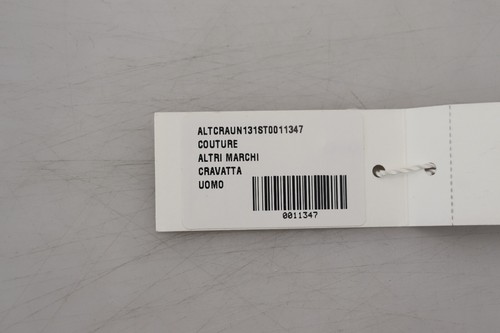 ALTCRAUN131ST0011347
COUTURE
ALTRI MARCHI
CRAVATTA
UOMO
0011347